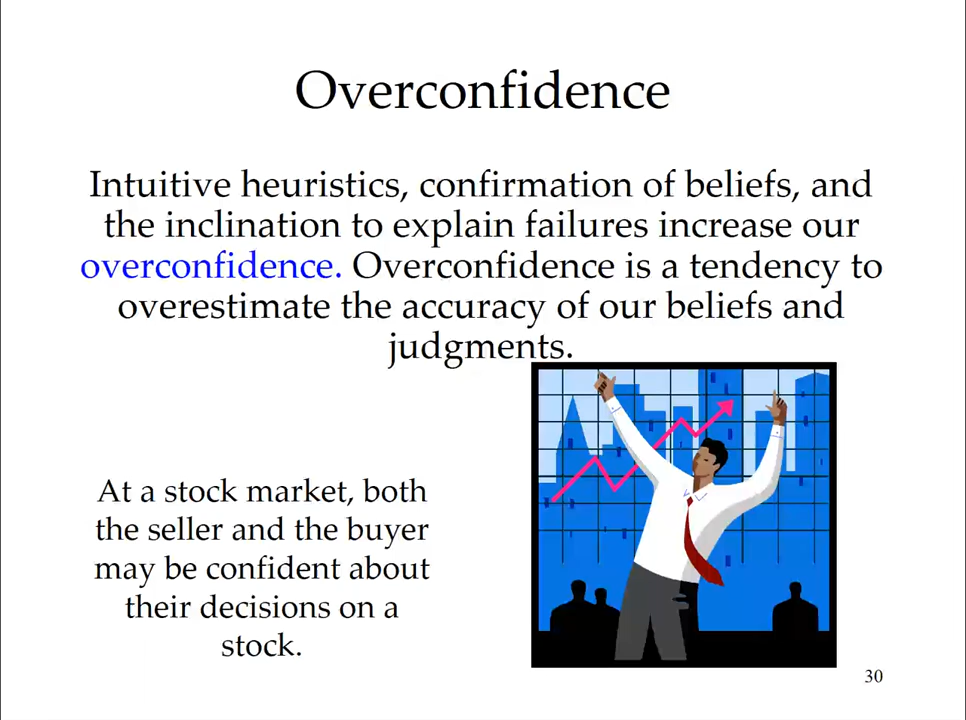 Overconfidence
Intuitive heuristics, confirmation of beliefs, and
the inclination to explain failures increase our
overconfidence. Overconfidence is a tendency to
overestimate the accuracy of our beliefs and
judgments.
At a stock market, both
the seller and the buyer
may be confident about
their decisions on a
stock.
30